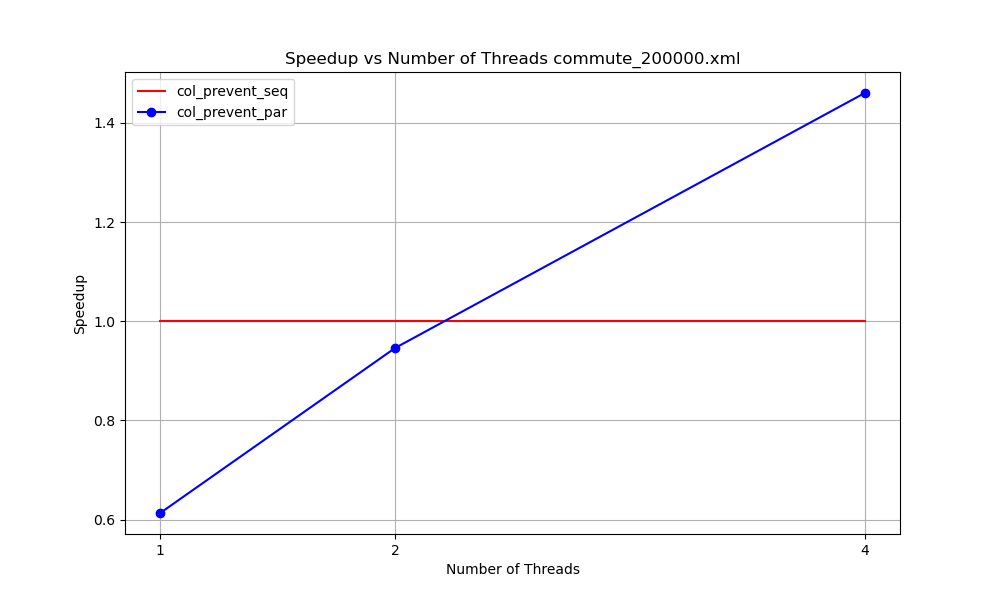 Speedup vs Number of Threads commute_200000.xml
col_prevent_seq
col_prevent_par
1.4
1.2
1.0
0.8
0.6
Speedup
1 2 4
Number of Threads